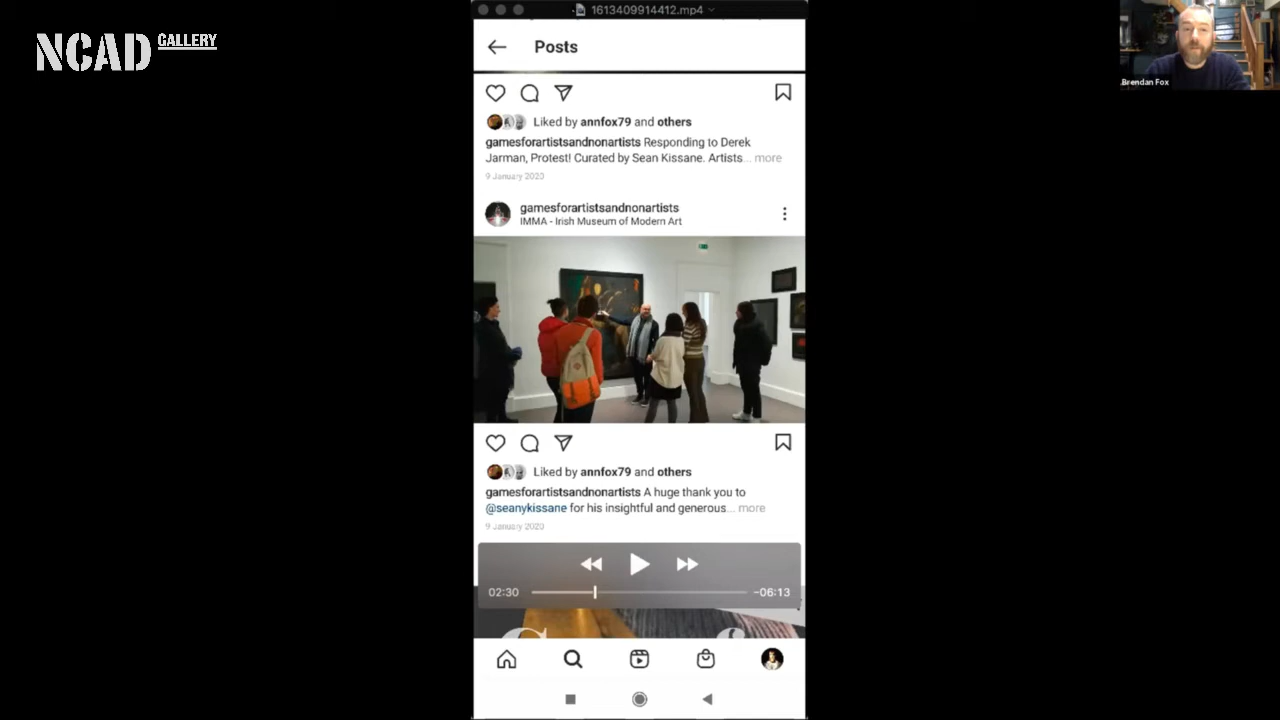 1613409914412.mp4
NCAD GALLERY
Posts
Brendan Fox
Liked by annfox79 and others
gamesforartistsandnonartists Responding to Derek
Jarman, Protest! Curated by Sean Kissane. Artists... more
9 January 2020
gamesforartistsandnonartists
IMMA - Irish Museum of Modern Art
Liked by annfox79 and others
gamesforartistsandnonartists A huge thank you to
@seanykissane for his insightful and generous... more
9 January 2020
02:30
-06:13